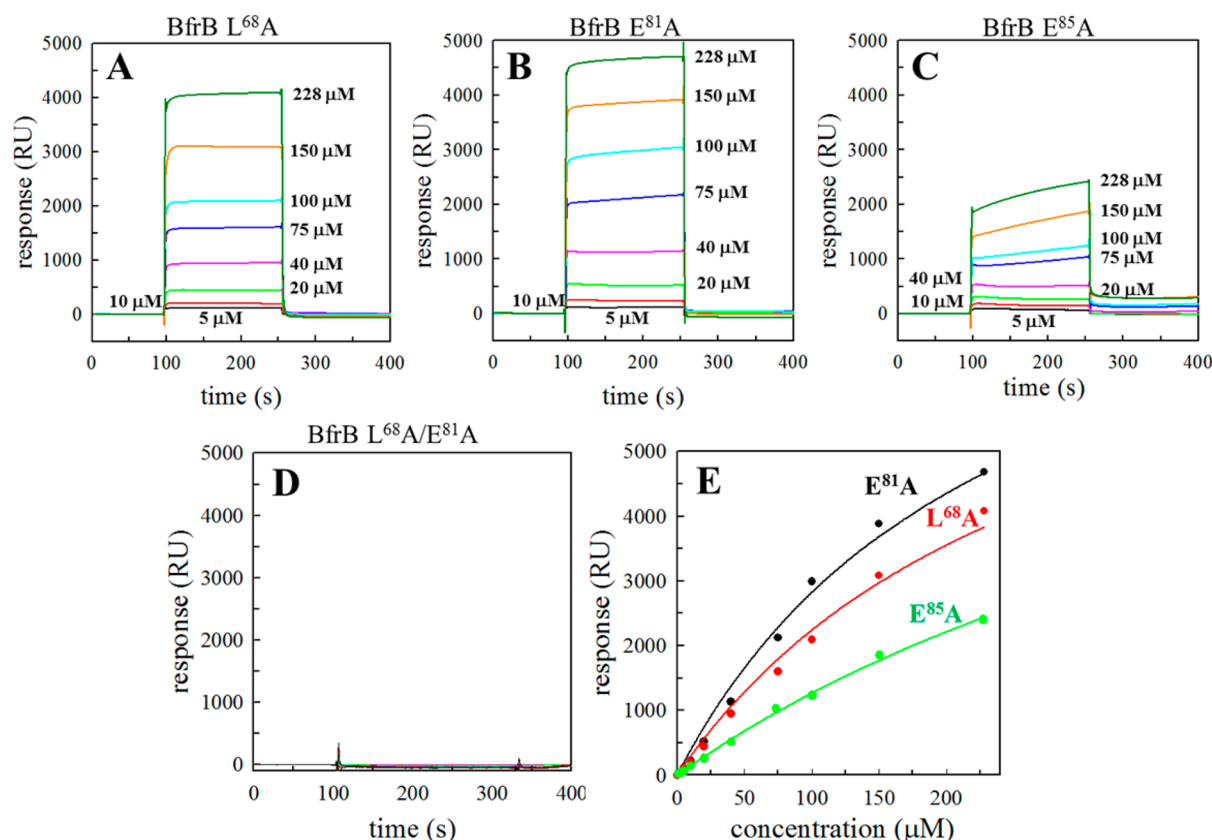 BfrB L⁶⁸A
A
5000
4000
3000
2000
1000
0
response (RU)
228 μM
150 μM
100 μM
75 μM
40 μM
20 μM
10 μM
5 μM
0 100 200 300 400
time (s)
BfrB E⁸¹A
B
5000
4000
3000
2000
1000
0
response (RU)
228 μM
150 μM
100 μM
75 μM
40 μM
20 μM
10 μM
5 μM
0 100 200 300 400
time (s)
BfrB E⁸⁵A
C
5000
4000
3000
2000
1000
0
response (RU)
228 μM
150 μM
100 μM
75 μM
40 μM
20 μM
10 μM
5 μM
0 100 200 300 400
time (s)
BfrB L⁶⁸A/E⁸¹A
D
5000
4000
3000
2000
1000
0
response (RU)
0 100 200 300 400
time (s)
E
5000
4000
3000
2000
1000
0
response (RU)
E⁸¹A
L⁶⁸A
E⁸⁵A
0 50 100 150 200
concentration (μM)